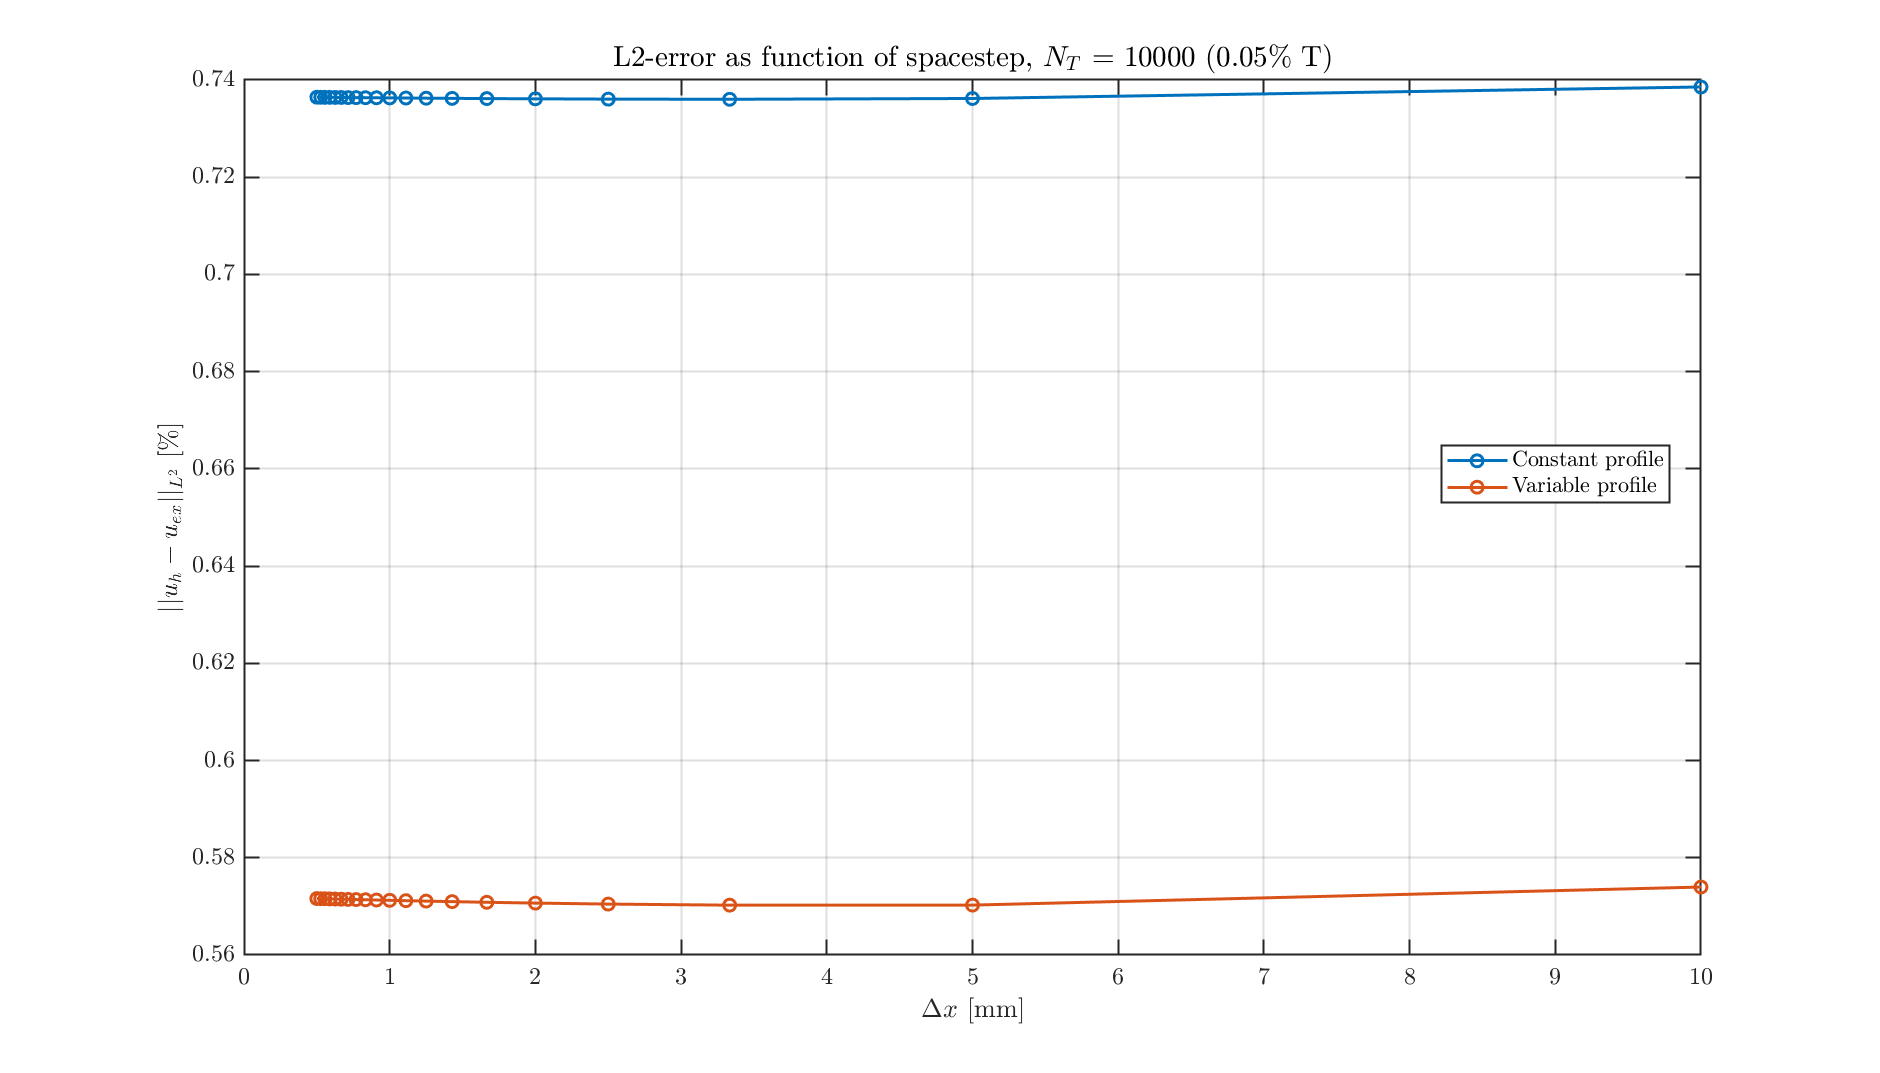 L2-error as function of spacestep, N_T = 10000 (0.05% T)
0.74
0.72
0.7
0.68
0.66
0.64
0.62
0.6
0.58
0.56
||u_h − u_ex||_L² [%]
Constant profile
Variable profile
0 1 2 3 4 5 6 7 8 9 10
Δx [mm]